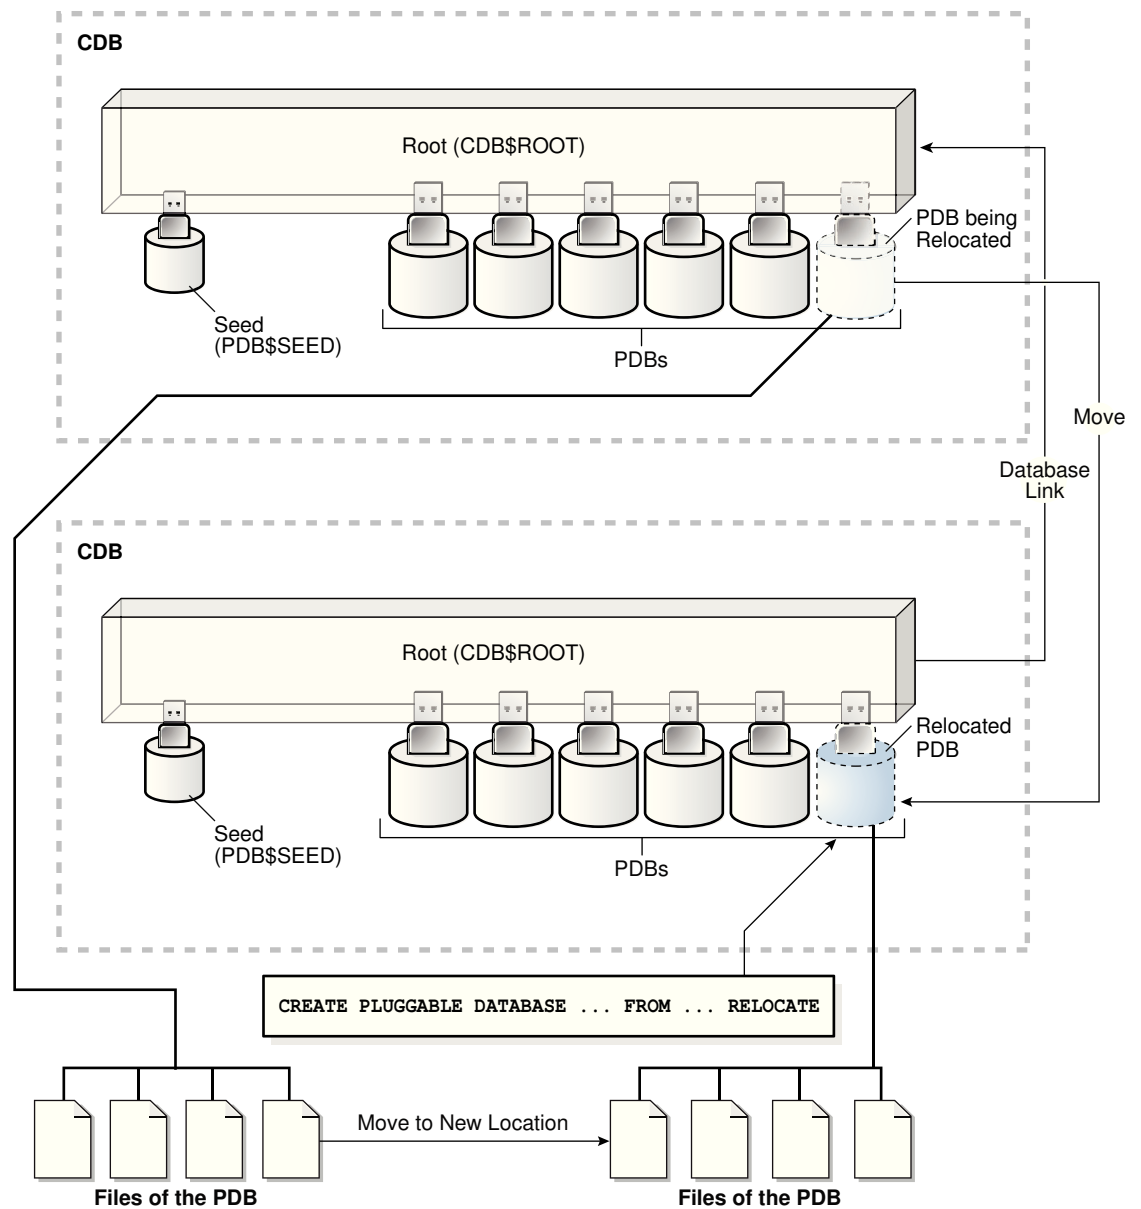 CDB
Root (CDB$ROOT)
PDB being
Relocated
Seed
(PDB$SEED)
PDBs
Move
Database
Link
CDB
Root (CDB$ROOT)
Relocated
PDB
Seed
(PDB$SEED)
PDBs
CREATE PLUGGABLE DATABASE ... FROM ... RELOCATE
Move to New Location
Files of the PDB
Files of the PDB